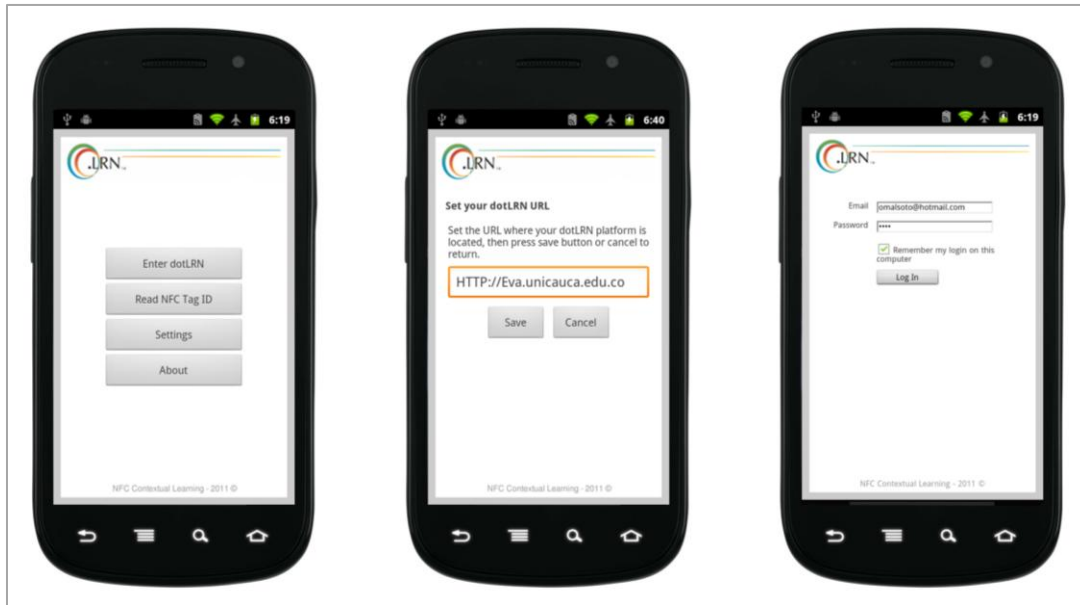 6:19
.LRN™
Enter dotLRN
Read NFC Tag ID
Settings
About
NFC Contextual Learning - 2011 ©
6:40
.LRN™
Set your dotLRN URL
Set the URL where your dotLRN platform is
located, then press save button or cancel to
return.
HTTP://Eva.unicauca.edu.co
Save Cancel
NFC Contextual Learning - 2011 ©
6:19
.LRN™
Email omalsoto@hotmail.com
Password ••••
Remember my login on this
computer
Log In
NFC Contextual Learning - 2011 ©